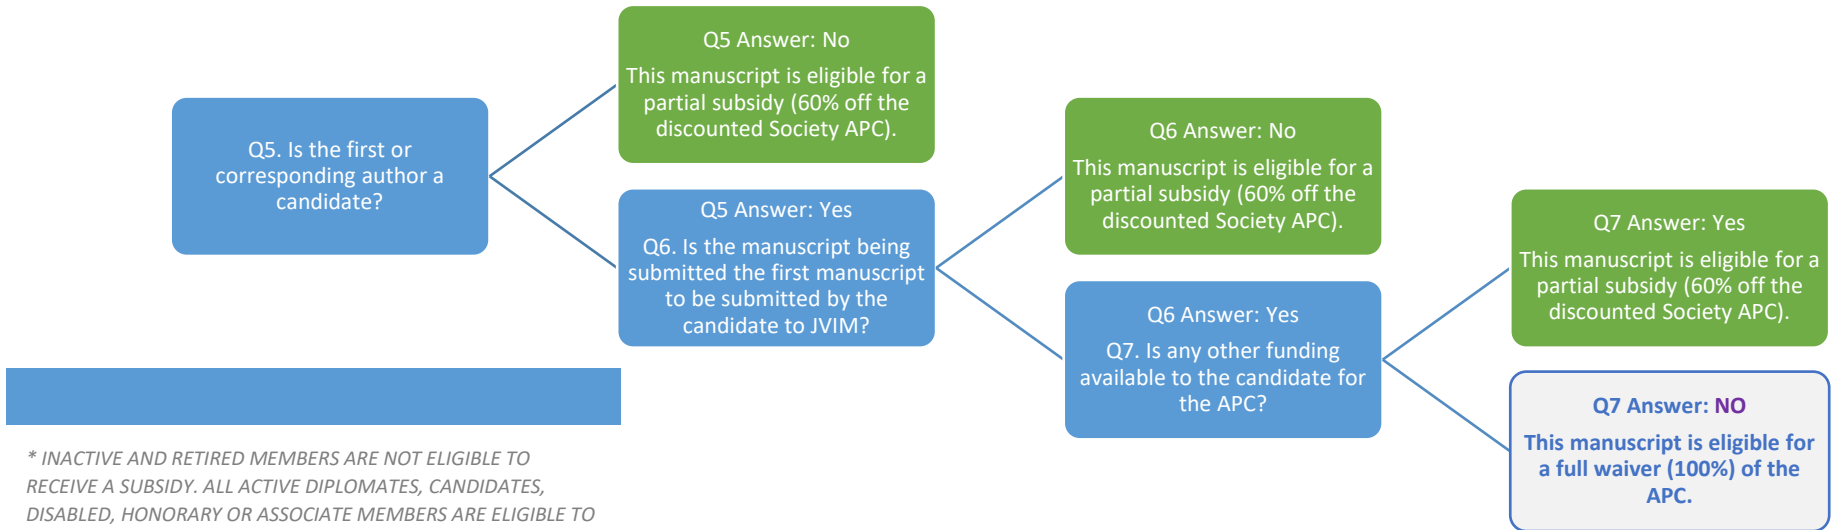 Q5. Is the first or
corresponding author a
candidate?
Q5 Answer: No
This manuscript is eligible for a
partial subsidy (60% off the
discounted Society APC).
Q5 Answer: Yes
Q6. Is the manuscript being
submitted the first manuscript
to be submitted by the
candidate to JVIM?
Q6 Answer: No
This manuscript is eligible for a
partial subsidy (60% off the
discounted Society APC).
Q6 Answer: Yes
Q7. Is any other funding
available to the candidate for
the APC?
Q7 Answer: Yes
This manuscript is eligible for a
partial subsidy (60% off the
discounted Society APC).
Q7 Answer: NO
This manuscript is eligible for
a full waiver (100%) of the
APC.
* INACTIVE AND RETIRED MEMBERS ARE NOT ELIGIBLE TO
RECEIVE A SUBSIDY. ALL ACTIVE DIPLOMATES, CANDIDATES,
DISABLED, HONORARY OR ASSOCIATE MEMBERS ARE ELIGIBLE TO